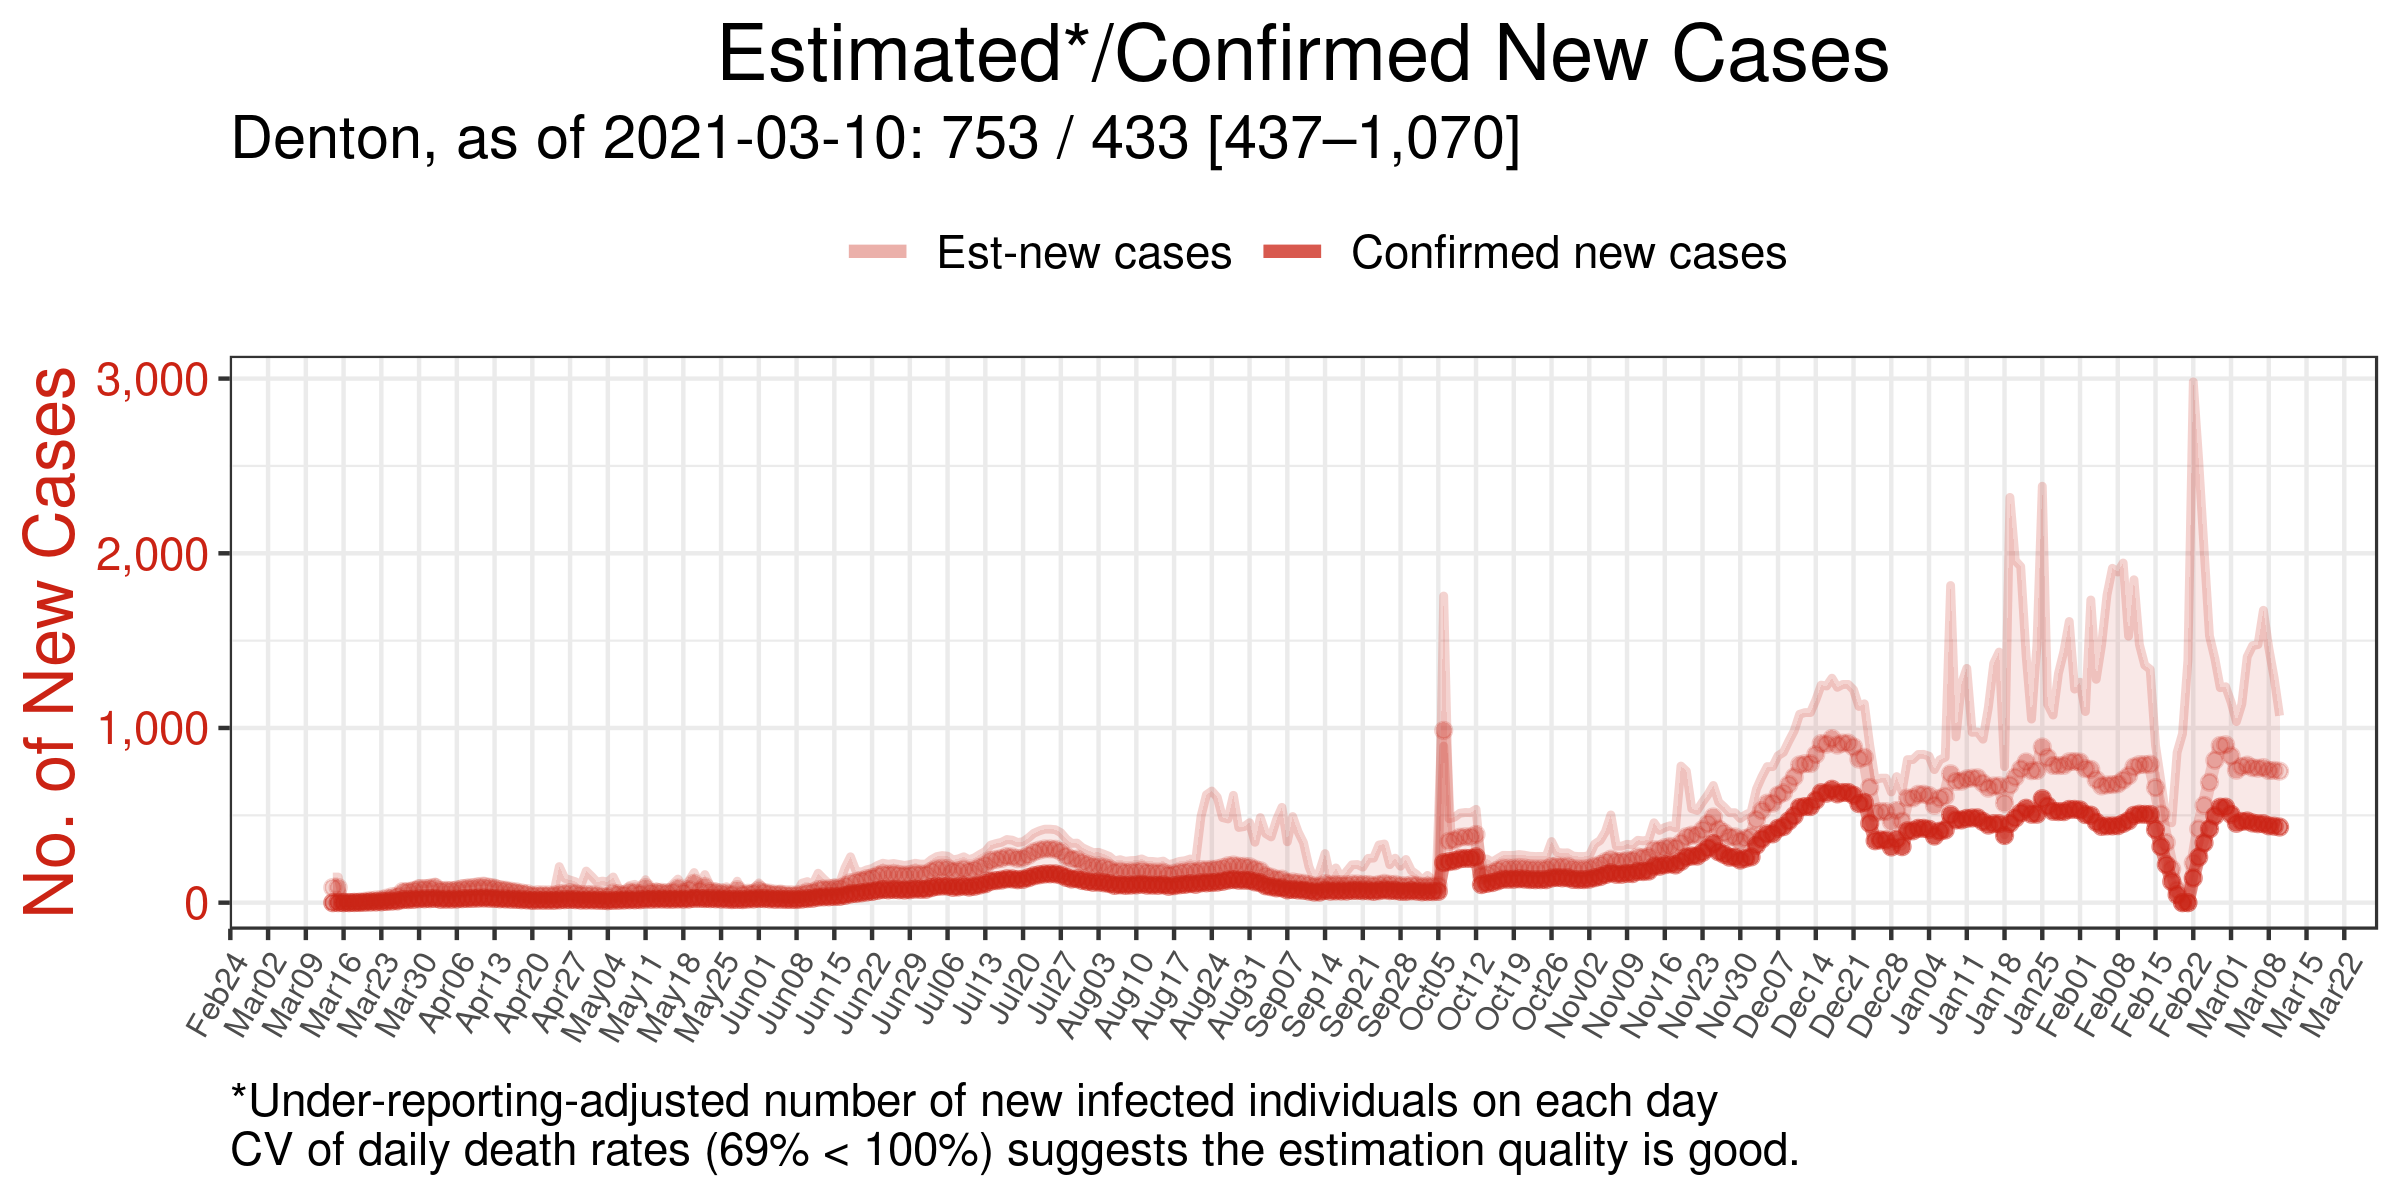 Estimated*/Confirmed New Cases
Denton, as of 2021-03-10: 753 / 433 [437–1,070]
Est-new cases
Confirmed new cases
No. of New Cases
3,000
2,000
1,000
0
Feb24
Mar02
Mar09
Mar16
Mar23
Mar30
Apr06
Apr13
Apr20
Apr27
May04
May11
May18
May25
Jun01
Jun08
Jun15
Jun22
Jun29
Jul06
Jul13
Jul20
Jul27
Aug03
Aug10
Aug17
Aug24
Aug31
Sep07
Sep14
Sep21
Sep28
Oct05
Oct12
Oct19
Oct26
Nov02
Nov09
Nov16
Nov23
Nov30
Dec07
Dec14
Dec21
Dec28
Jan04
Jan11
Jan18
Jan25
Feb01
Feb08
Feb15
Feb22
Mar01
Mar08
Mar15
Mar22
*Under-reporting-adjusted number of new infected individuals on each day
CV of daily death rates (69% < 100%) suggests the estimation quality is good.